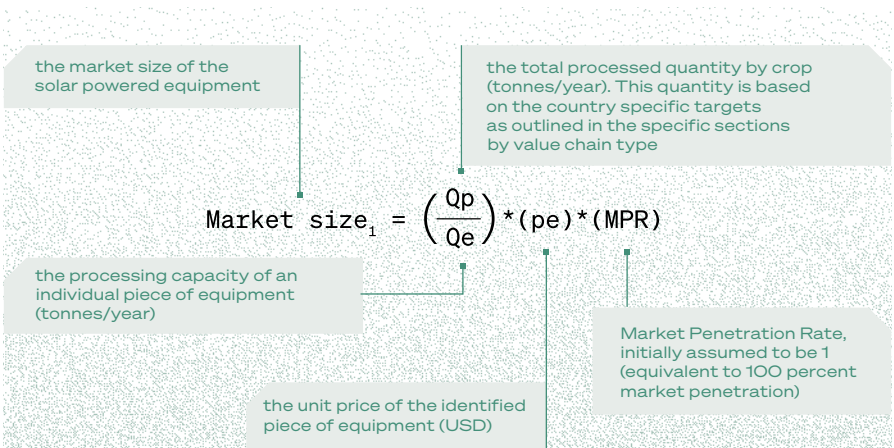 the market size of the
solar powered equipment
the total processed quantity by crop
(tonnes/year). This quantity is based
on the country specific targets
as outlined in the specific sections
by value chain type
Market size₁ = (Qp/Qe)*(pe)*(MPR)
the processing capacity of an
individual piece of equipment
(tonnes/year)
Market Penetration Rate,
initially assumed to be 1
(equivalent to 100 percent
market penetration)
the unit price of the identified
piece of equipment (USD)